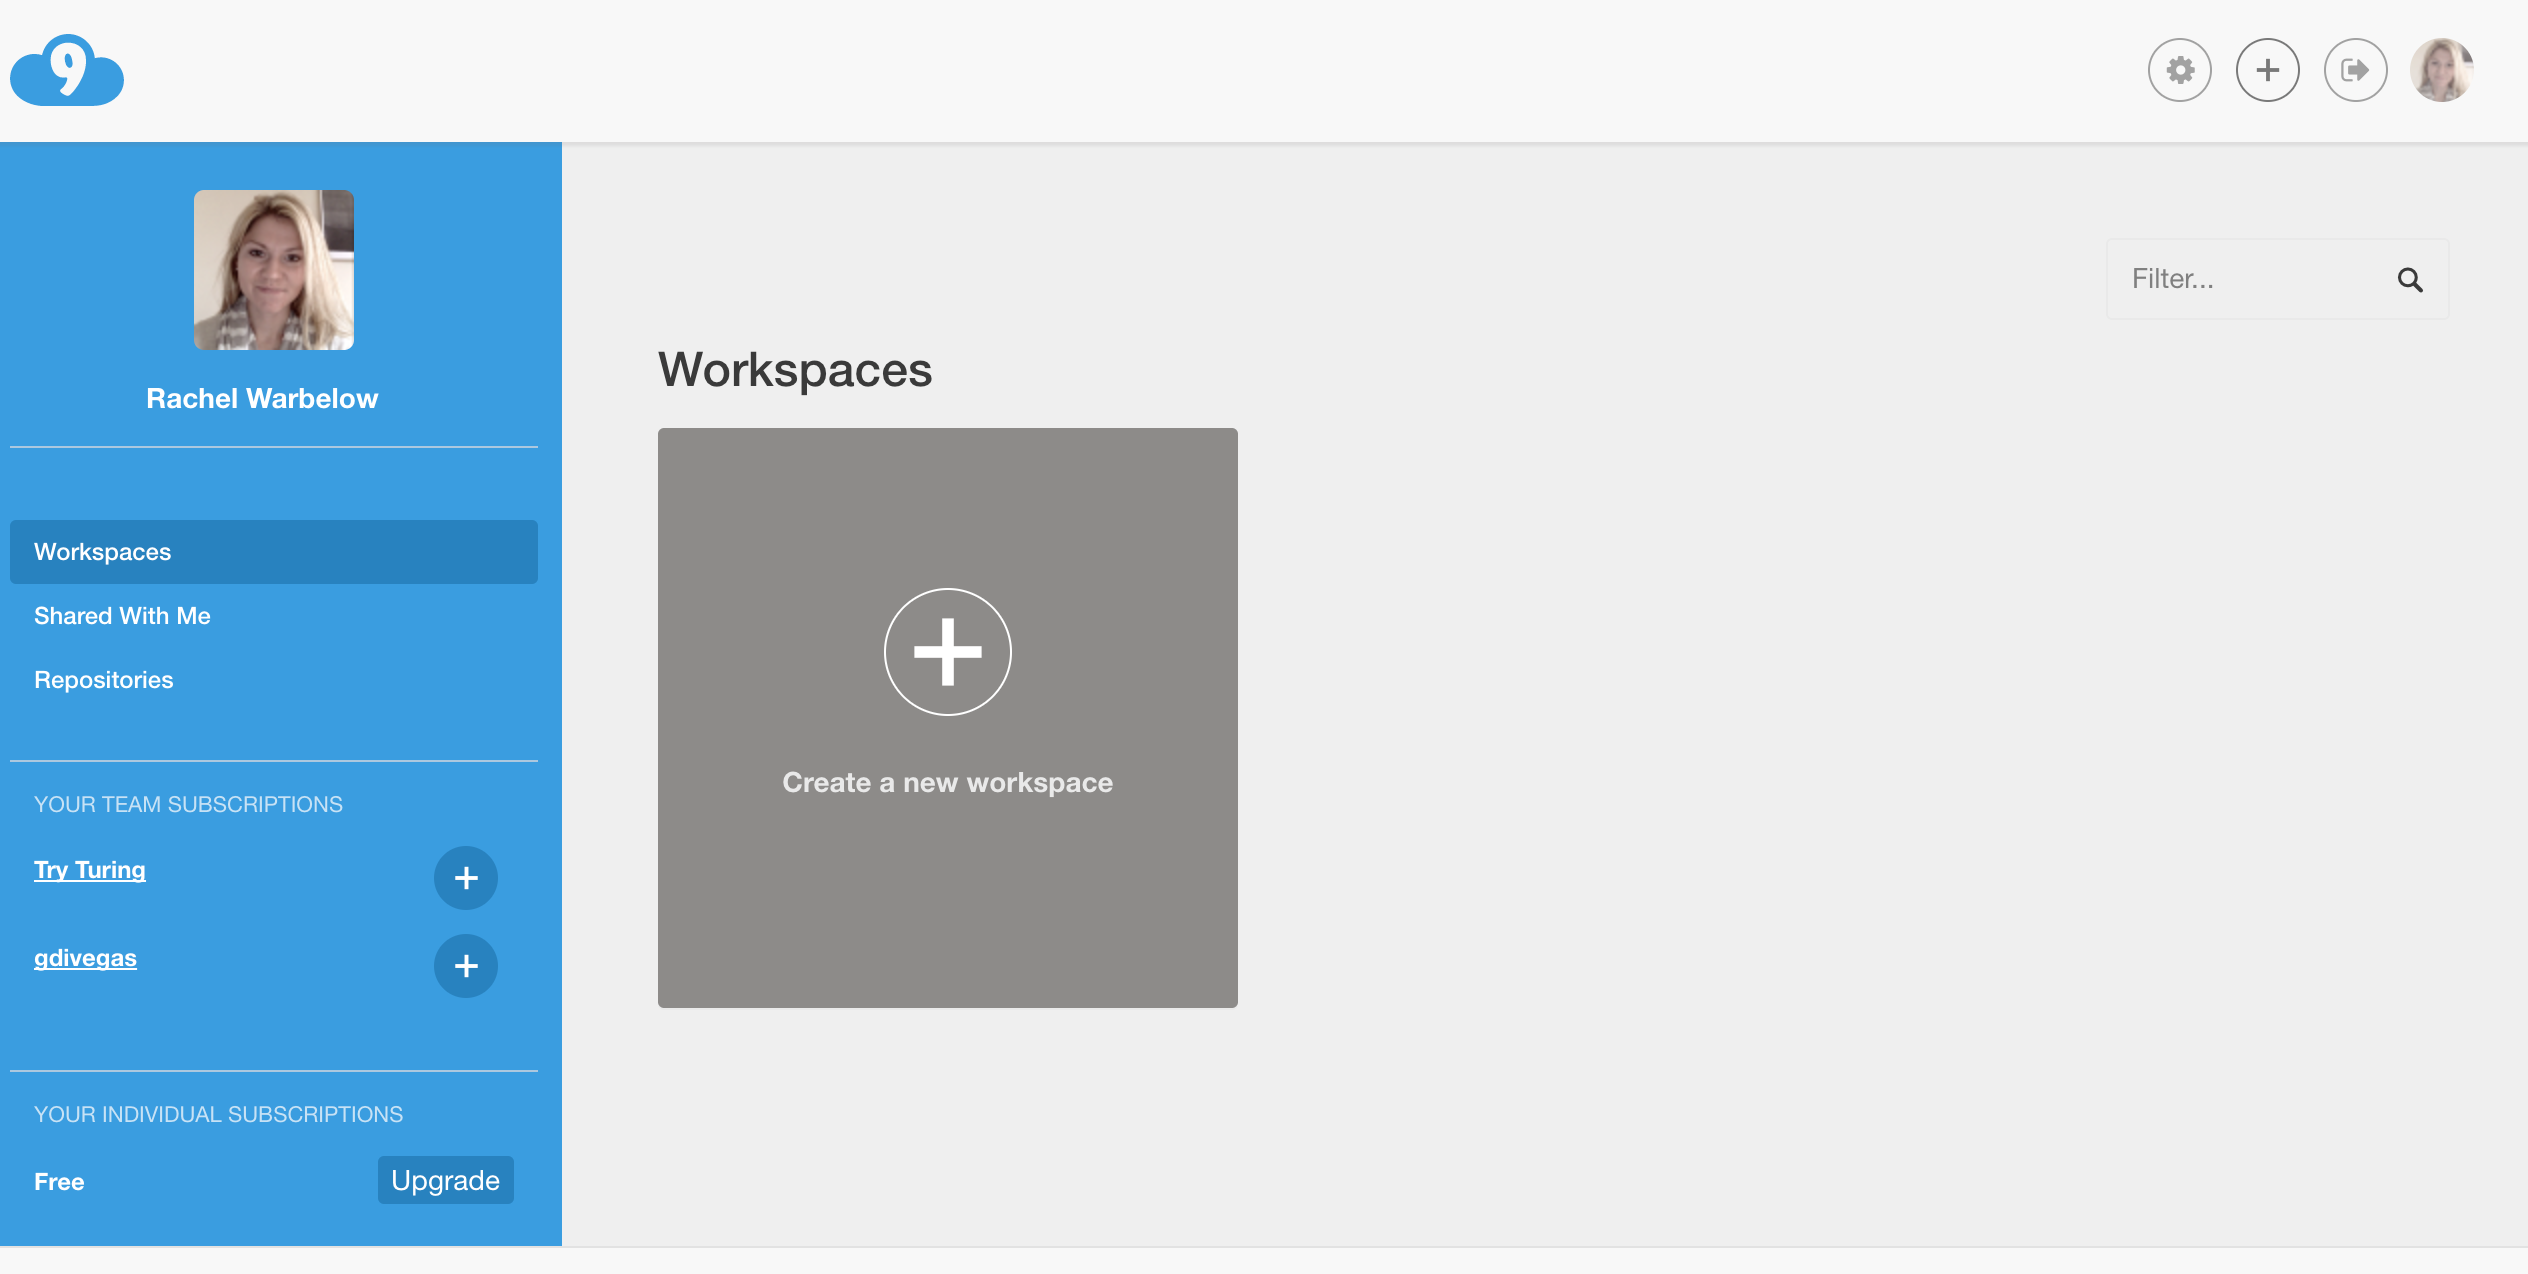 9
Rachel Warbelow
Workspaces
Shared With Me
Repositories
YOUR TEAM SUBSCRIPTIONS
Try Turing
gdivegas
YOUR INDIVIDUAL SUBSCRIPTIONS
Free
Upgrade
Filter...
Workspaces
Create a new workspace